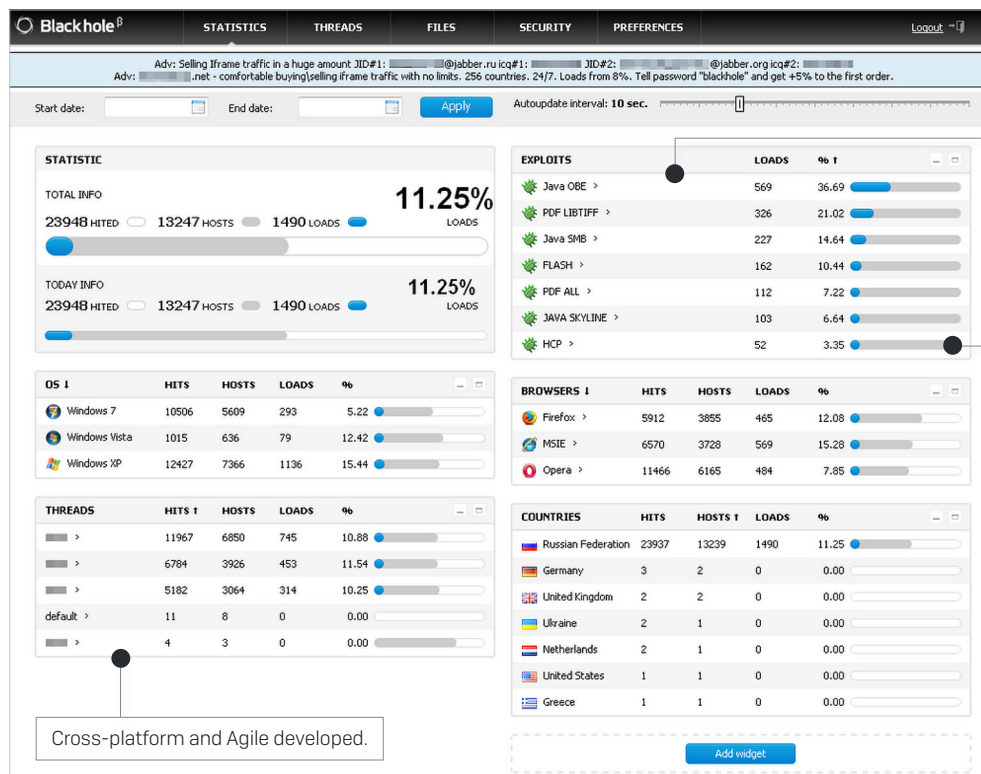 Blackhole β
STATISTICS THREADS FILES SECURITY PREFERENCES Logout
Adv: Selling Iframe traffic in a huge amount JID#1: @jabber.ru icq#1: JID#2: @jabber.org icq#2:
Adv: .net - comfortable buying\selling iframe traffic with no limits. 256 countries. 24/7. Loads from 8%. Tell password "blackhole" and get +5% to the first order.
Start date: End date: Apply Autoupdate interval: 10 sec.
STATISTIC
TOTAL INFO
11.25%
LOADS
23948 HITED 13247 HOSTS 1490 LOADS
TODAY INFO
11.25%
LOADS
23948 HITED 13247 HOSTS 1490 LOADS
EXPLOITS LOADS % ↑
Java OBE > 569 36.69
PDF LIBTIFF > 326 21.02
Java SMB > 227 14.64
FLASH > 162 10.44
PDF ALL > 112 7.22
JAVA SKYLINE > 103 6.64
HCP > 52 3.35
OS ↓ HITS HOSTS LOADS %
Windows 7 10506 5609 293 5.22
Windows Vista 1015 636 79 12.42
Windows XP 12427 7366 1136 15.44
BROWSERS ↓ HITS HOSTS LOADS %
Firefox > 5912 3855 465 12.08
MSIE > 6570 3728 569 15.28
Opera > 11466 6165 484 7.85
THREADS HITS ↑ HOSTS LOADS %
> 11967 6850 745 10.88
> 6784 3926 453 11.54
> 5182 3064 314 10.25
default > 11 8 0 0.00
> 4 3 0 0.00
COUNTRIES HITS HOSTS ↑ LOADS %
Russian Federation 23937 13239 1490 11.25
Germany 3 2 0 0.00
United Kingdom 2 2 0 0.00
Ukraine 2 1 0 0.00
Netherlands 2 1 0 0.00
United States 1 1 0 0.00
Greece 1 1 0 0.00
Cross-platform and Agile developed.
Add widget